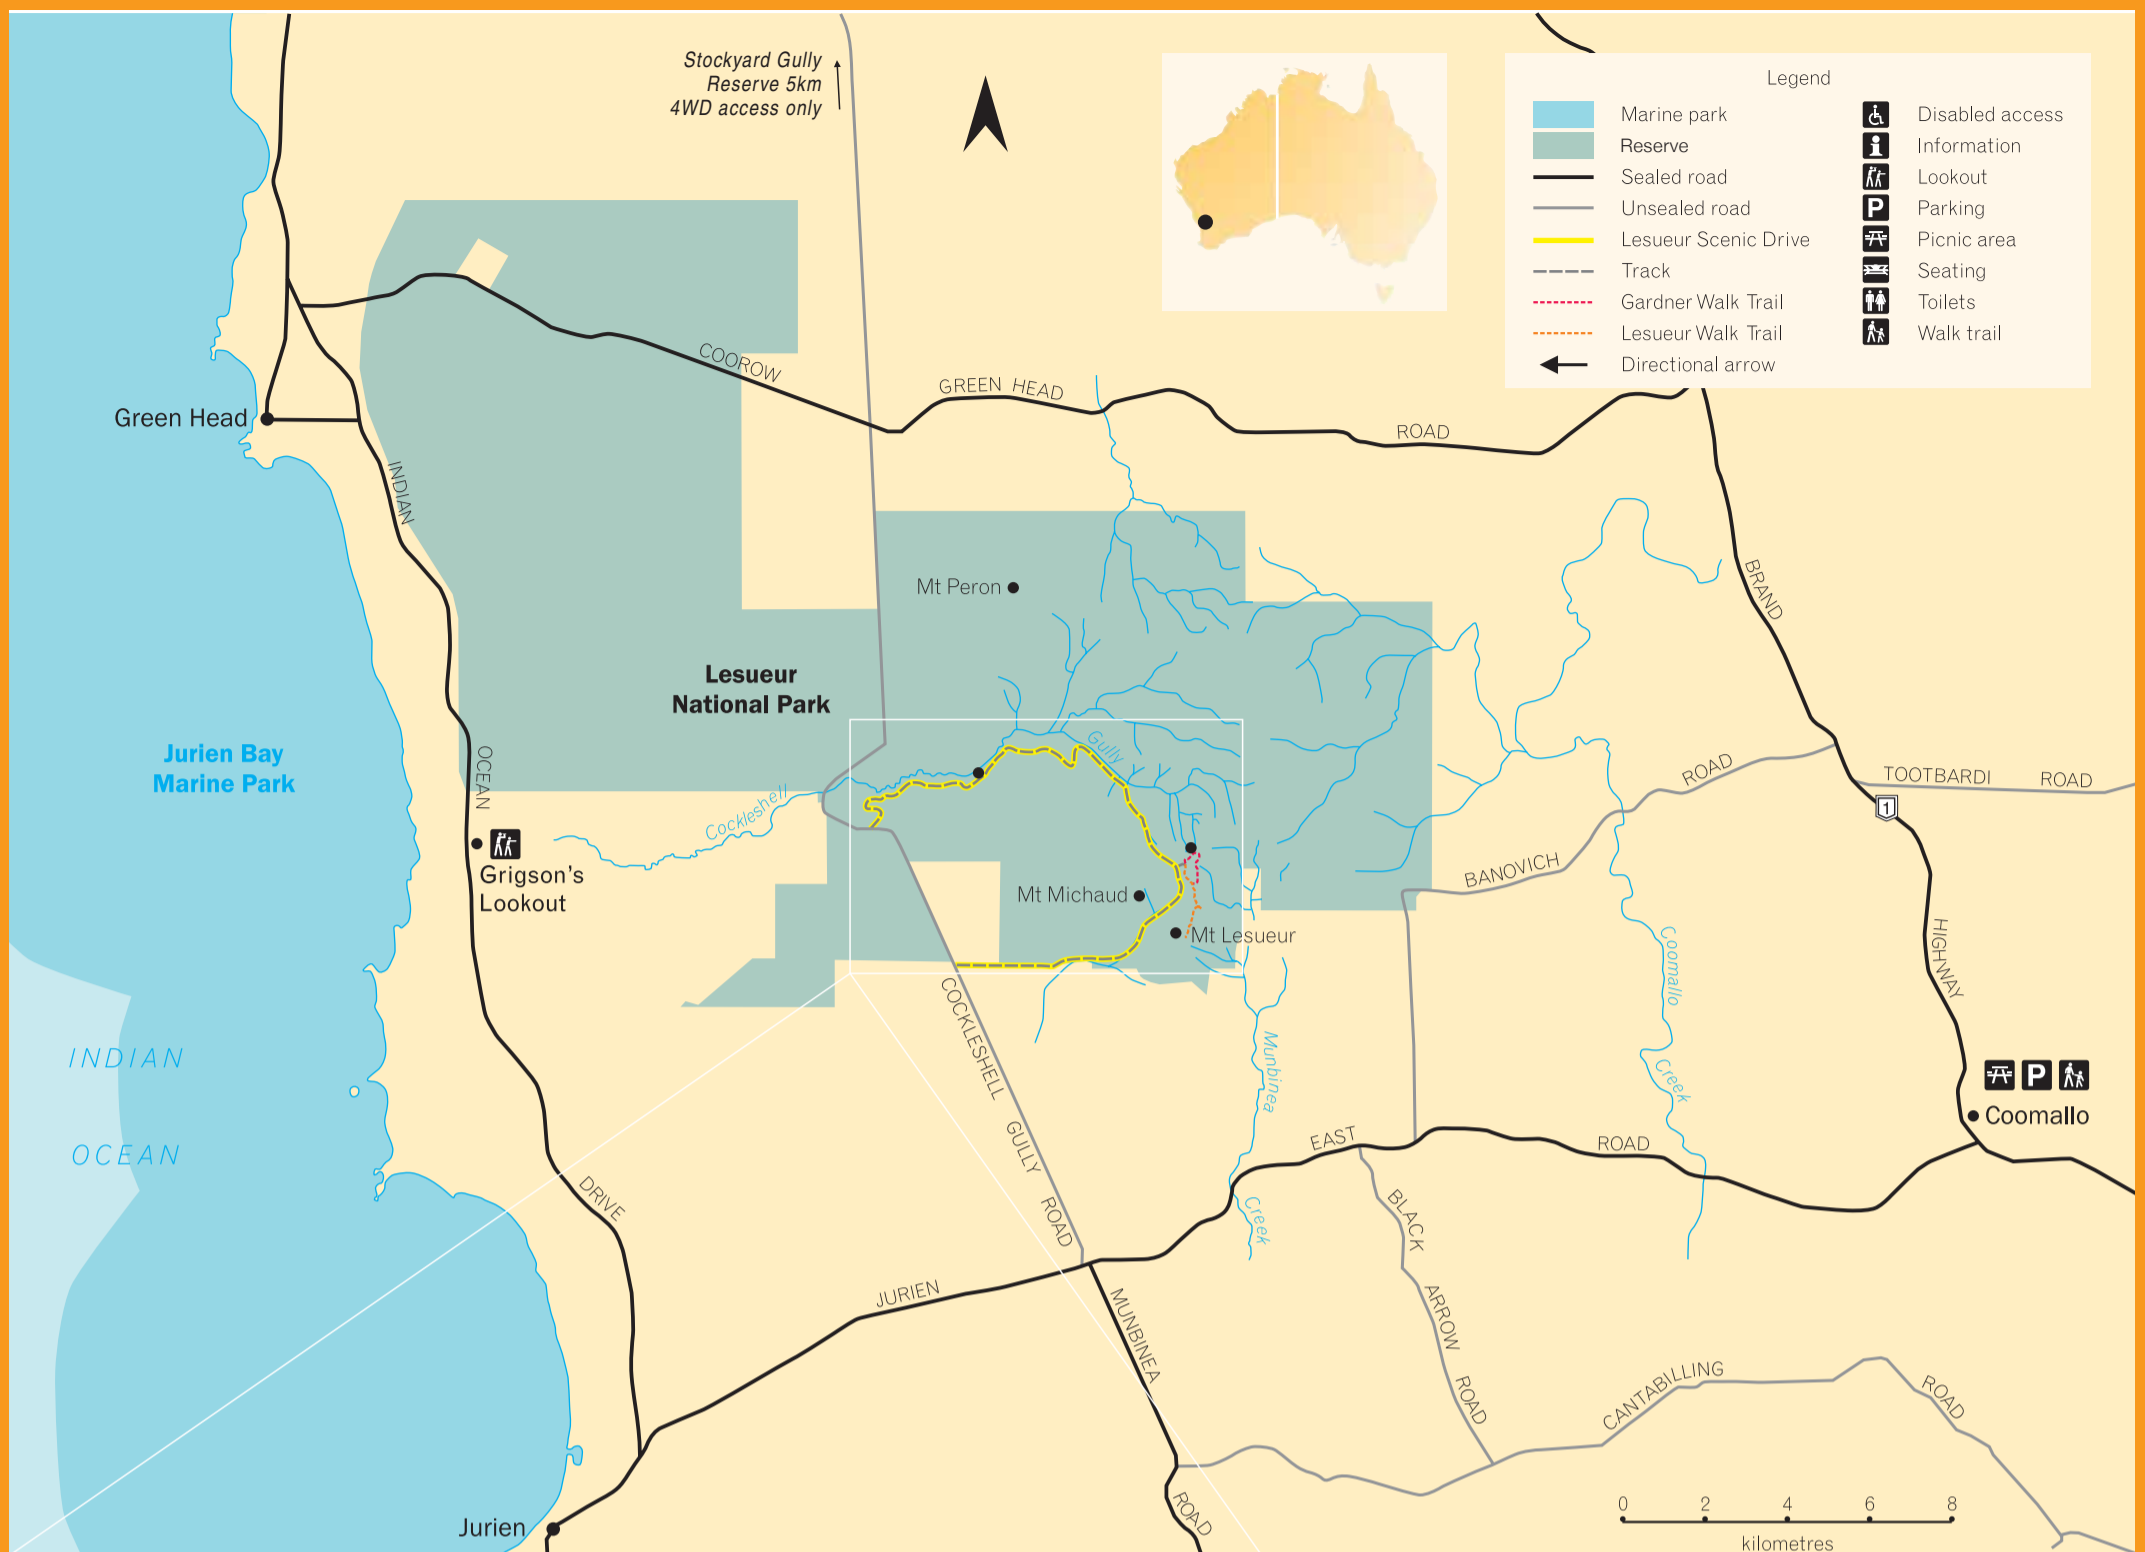 Stockyard Gully
Reserve 5km
4WD access only
Legend
Marine park
Reserve
Sealed road
Unsealed road
Lesueur Scenic Drive
Track
Gardner Walk Trail
Lesueur Walk Trail
Directional arrow
Disabled access
Information
Lookout
P Parking
Picnic area
Seating
Toilets
Walk trail
COOROW
GREEN HEAD
ROAD
Green Head
INDIAN
OCEAN
DRIVE
Mt Peron
BRAND
HIGHWAY
Lesueur
National Park
Jurien Bay
Marine Park
Gully
Cockleshell
ROAD
BANOVICH
TOOTBARDI ROAD
1
Grigson's
Lookout
Mt Michaud
Mt Lesueur
Coomallo
Creek
COCKLESHELL GULLY ROAD
Munbinea
Creek
INDIAN
OCEAN
P
Coomallo
EAST
ROAD
BLACK
ARROW
ROAD
JURIEN
MUNBINEA
ROAD
CANTABILLING
ROAD
Jurien
0 2 4 6 8
kilometres